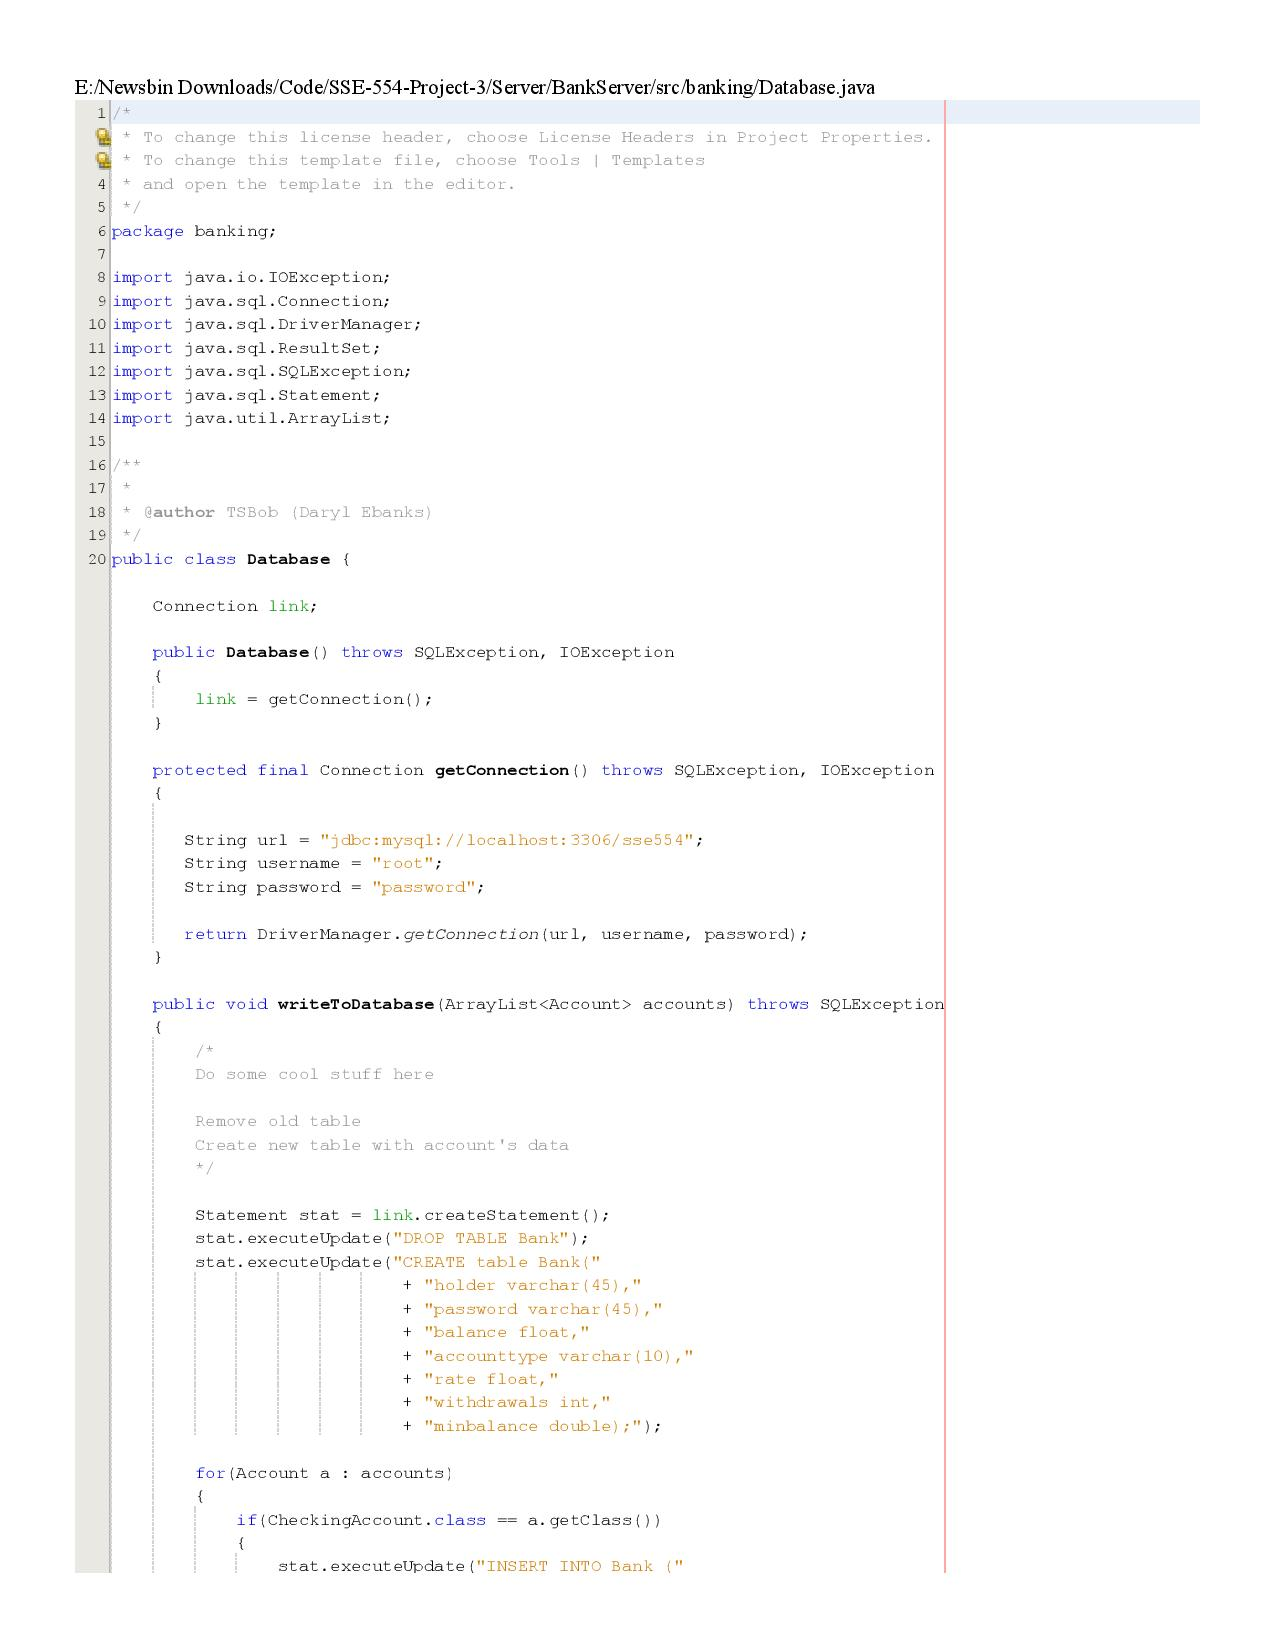 E:/Newsbin Downloads/Code/SSE-554-Project-3/Server/BankServer/src/banking/Database.java
1 /*
 * To change this license header, choose License Headers in Project Properties.
 * To change this template file, choose Tools | Templates
4 * and open the template in the editor.
5 */
6 package banking;
7
8 import java.io.IOException;
9 import java.sql.Connection;
10 import java.sql.DriverManager;
11 import java.sql.ResultSet;
12 import java.sql.SQLException;
13 import java.sql.Statement;
14 import java.util.ArrayList;
15
16 /**
17 *
18 * @author TSBob (Daryl Ebanks)
19 */
20 public class Database {
Connection link;
public Database() throws SQLException, IOException
{
link = getConnection();
}
protected final Connection getConnection() throws SQLException, IOException
{
String url = "jdbc:mysql://localhost:3306/sse554";
String username = "root";
String password = "password";
return DriverManager.getConnection(url, username, password);
}
public void writeToDatabase(ArrayList<Account> accounts) throws SQLException
{
/*
Do some cool stuff here
Remove old table
Create new table with account's data
*/
Statement stat = link.createStatement();
stat.executeUpdate("DROP TABLE Bank");
stat.executeUpdate("CREATE table Bank("
+ "holder varchar(45),"
+ "password varchar(45),"
+ "balance float,"
+ "accounttype varchar(10),"
+ "rate float,"
+ "withdrawals int,"
+ "minbalance double);");
for(Account a : accounts)
{
if(CheckingAccount.class == a.getClass())
{
stat.executeUpdate("INSERT INTO Bank ("